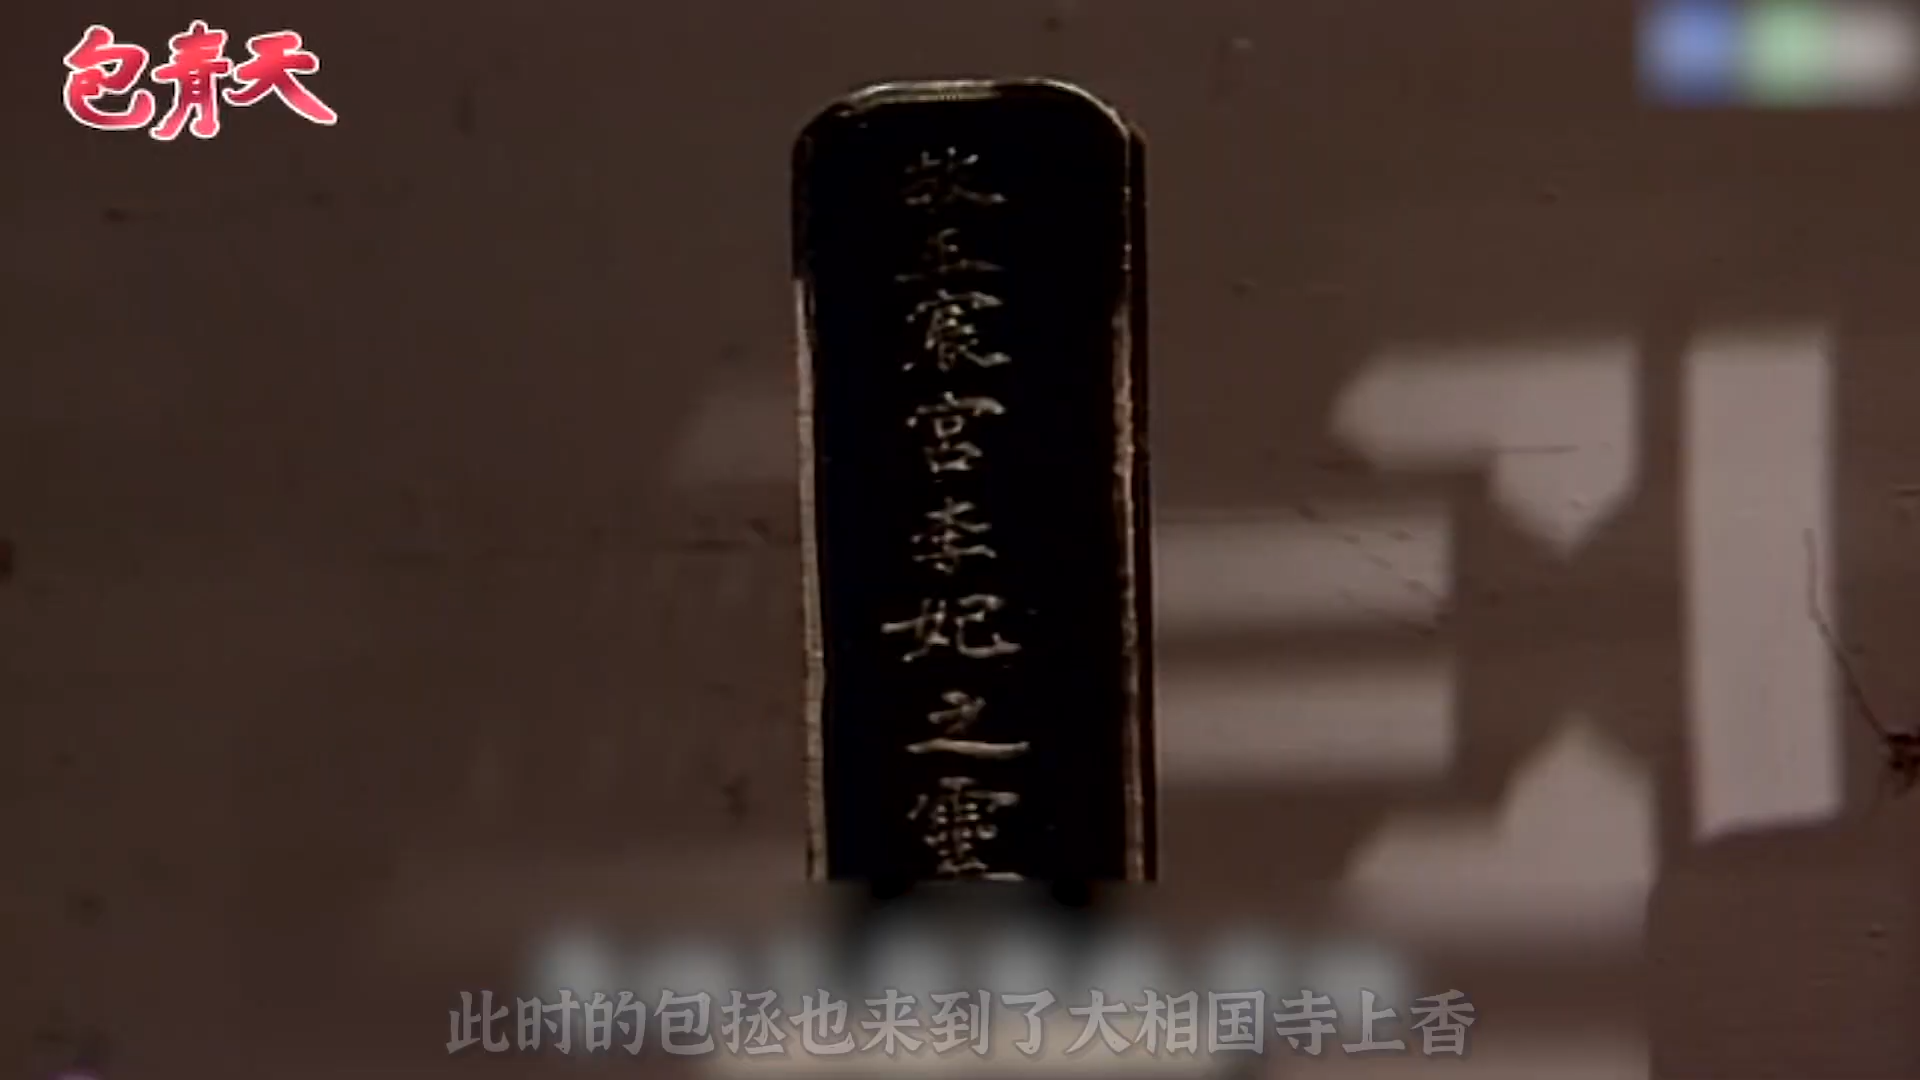 包青天
故玉宸宮李妃之靈
此时的包拯也来到了大相国寺上香